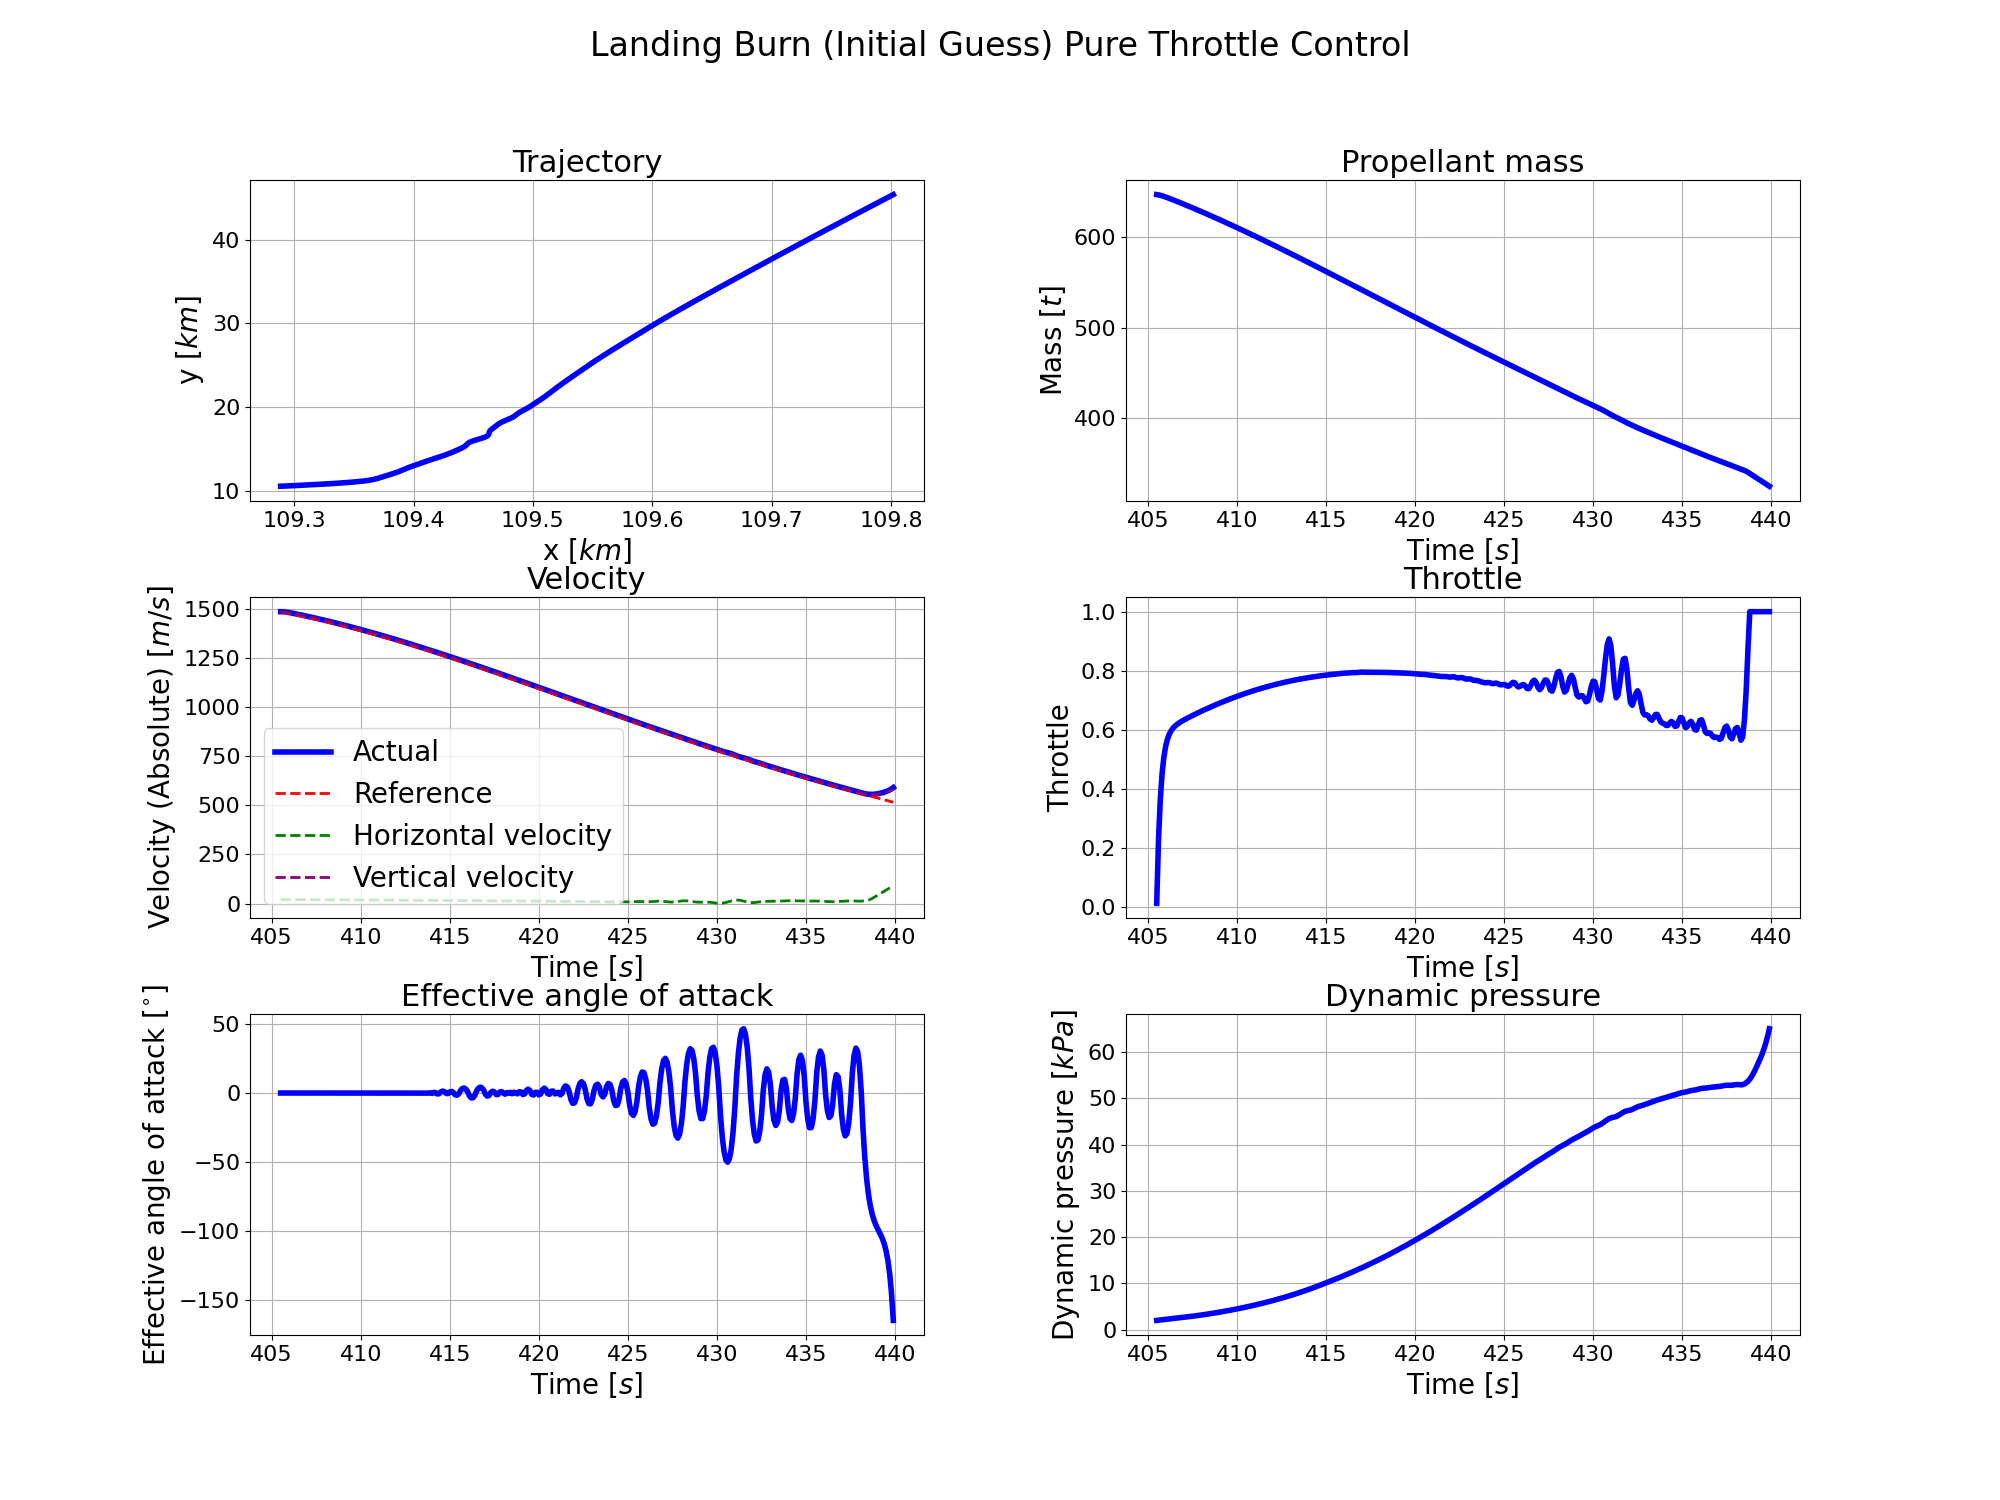 Landing Burn (Initial Guess) Pure Throttle Control
Trajectory
y [km]
40
30
20
10
109.3 109.4 109.5 109.6 109.7 109.8
x [km]
Propellant mass
Mass [t]
600
500
400
405 410 415 420 425 430 435 440
Time [s]
Velocity
Velocity (Absolute) [m/s]
1500
1250
1000
750
500
250
0
Actual
Reference
Horizontal velocity
Vertical velocity
405 410 415 420 425 430 435 440
Time [s]
Throttle
Throttle
1.0
0.8
0.6
0.4
0.2
0.0
405 410 415 420 425 430 435 440
Time [s]
Effective angle of attack
Effective angle of attack [°]
50
0
−50
−100
−150
405 410 415 420 425 430 435 440
Time [s]
Dynamic pressure
Dynamic pressure [kPa]
60
50
40
30
20
10
0
405 410 415 420 425 430 435 440
Time [s]